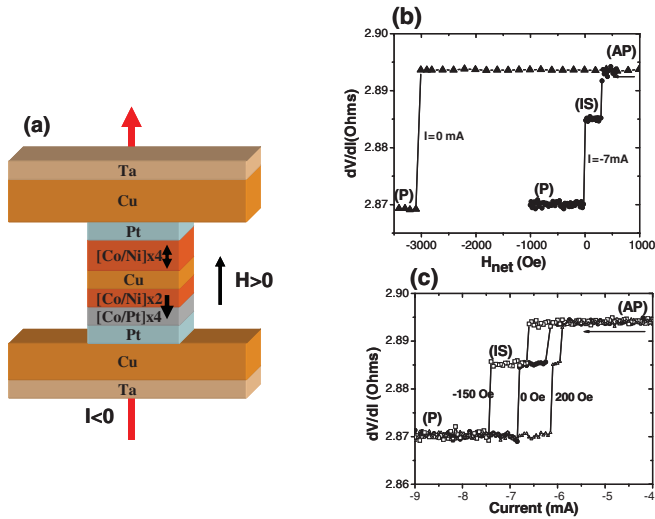 (a)
Ta
Cu
Pt
[Co/Ni]x4
Cu
[Co/Ni]x2
[Co/Pt]x4
Pt
Cu
Ta
I<0
H>0
(b)
2.90
2.89
2.88
2.87
2.86
dV/dI(Ohms)
(AP)
(IS)
I=0 mA
I=-7mA
(P)
(P)
-3000
-2000
-1000
0
1000
Hnet (Oe)
(c)
2.90
2.89
2.88
2.87
2.86
dV/dI (Ohms)
(AP)
(IS)
-150 Oe
0 Oe
200 Oe
(P)
-9
-8
-7
-6
-5
-4
Current (mA)